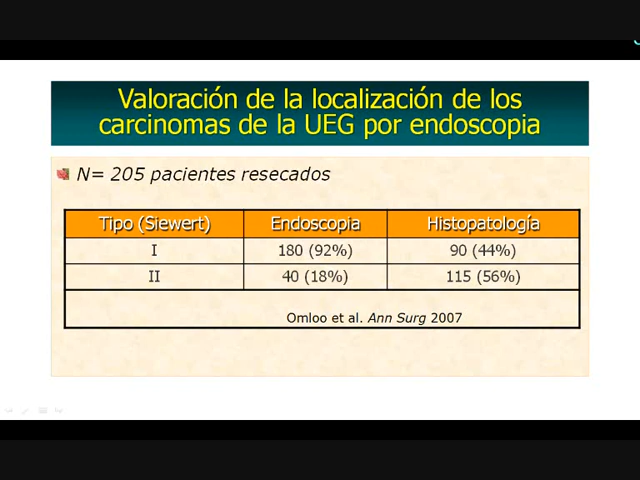 Valoración de la localización de los
carcinomas de la UEG por endoscopia
N= 205 pacientes resecados
Tipo (Siewert) Endoscopia Histopatología
I 180 (92%) 90 (44%)
II 40 (18%) 115 (56%)
Omloo et al. Ann Surg 2007